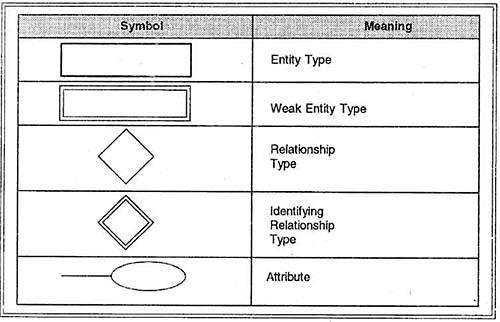 Symbol
Meaning
Entity Type
Weak Entity Type
Relationship
Type
Identifying
Relationship
Type
Attribute